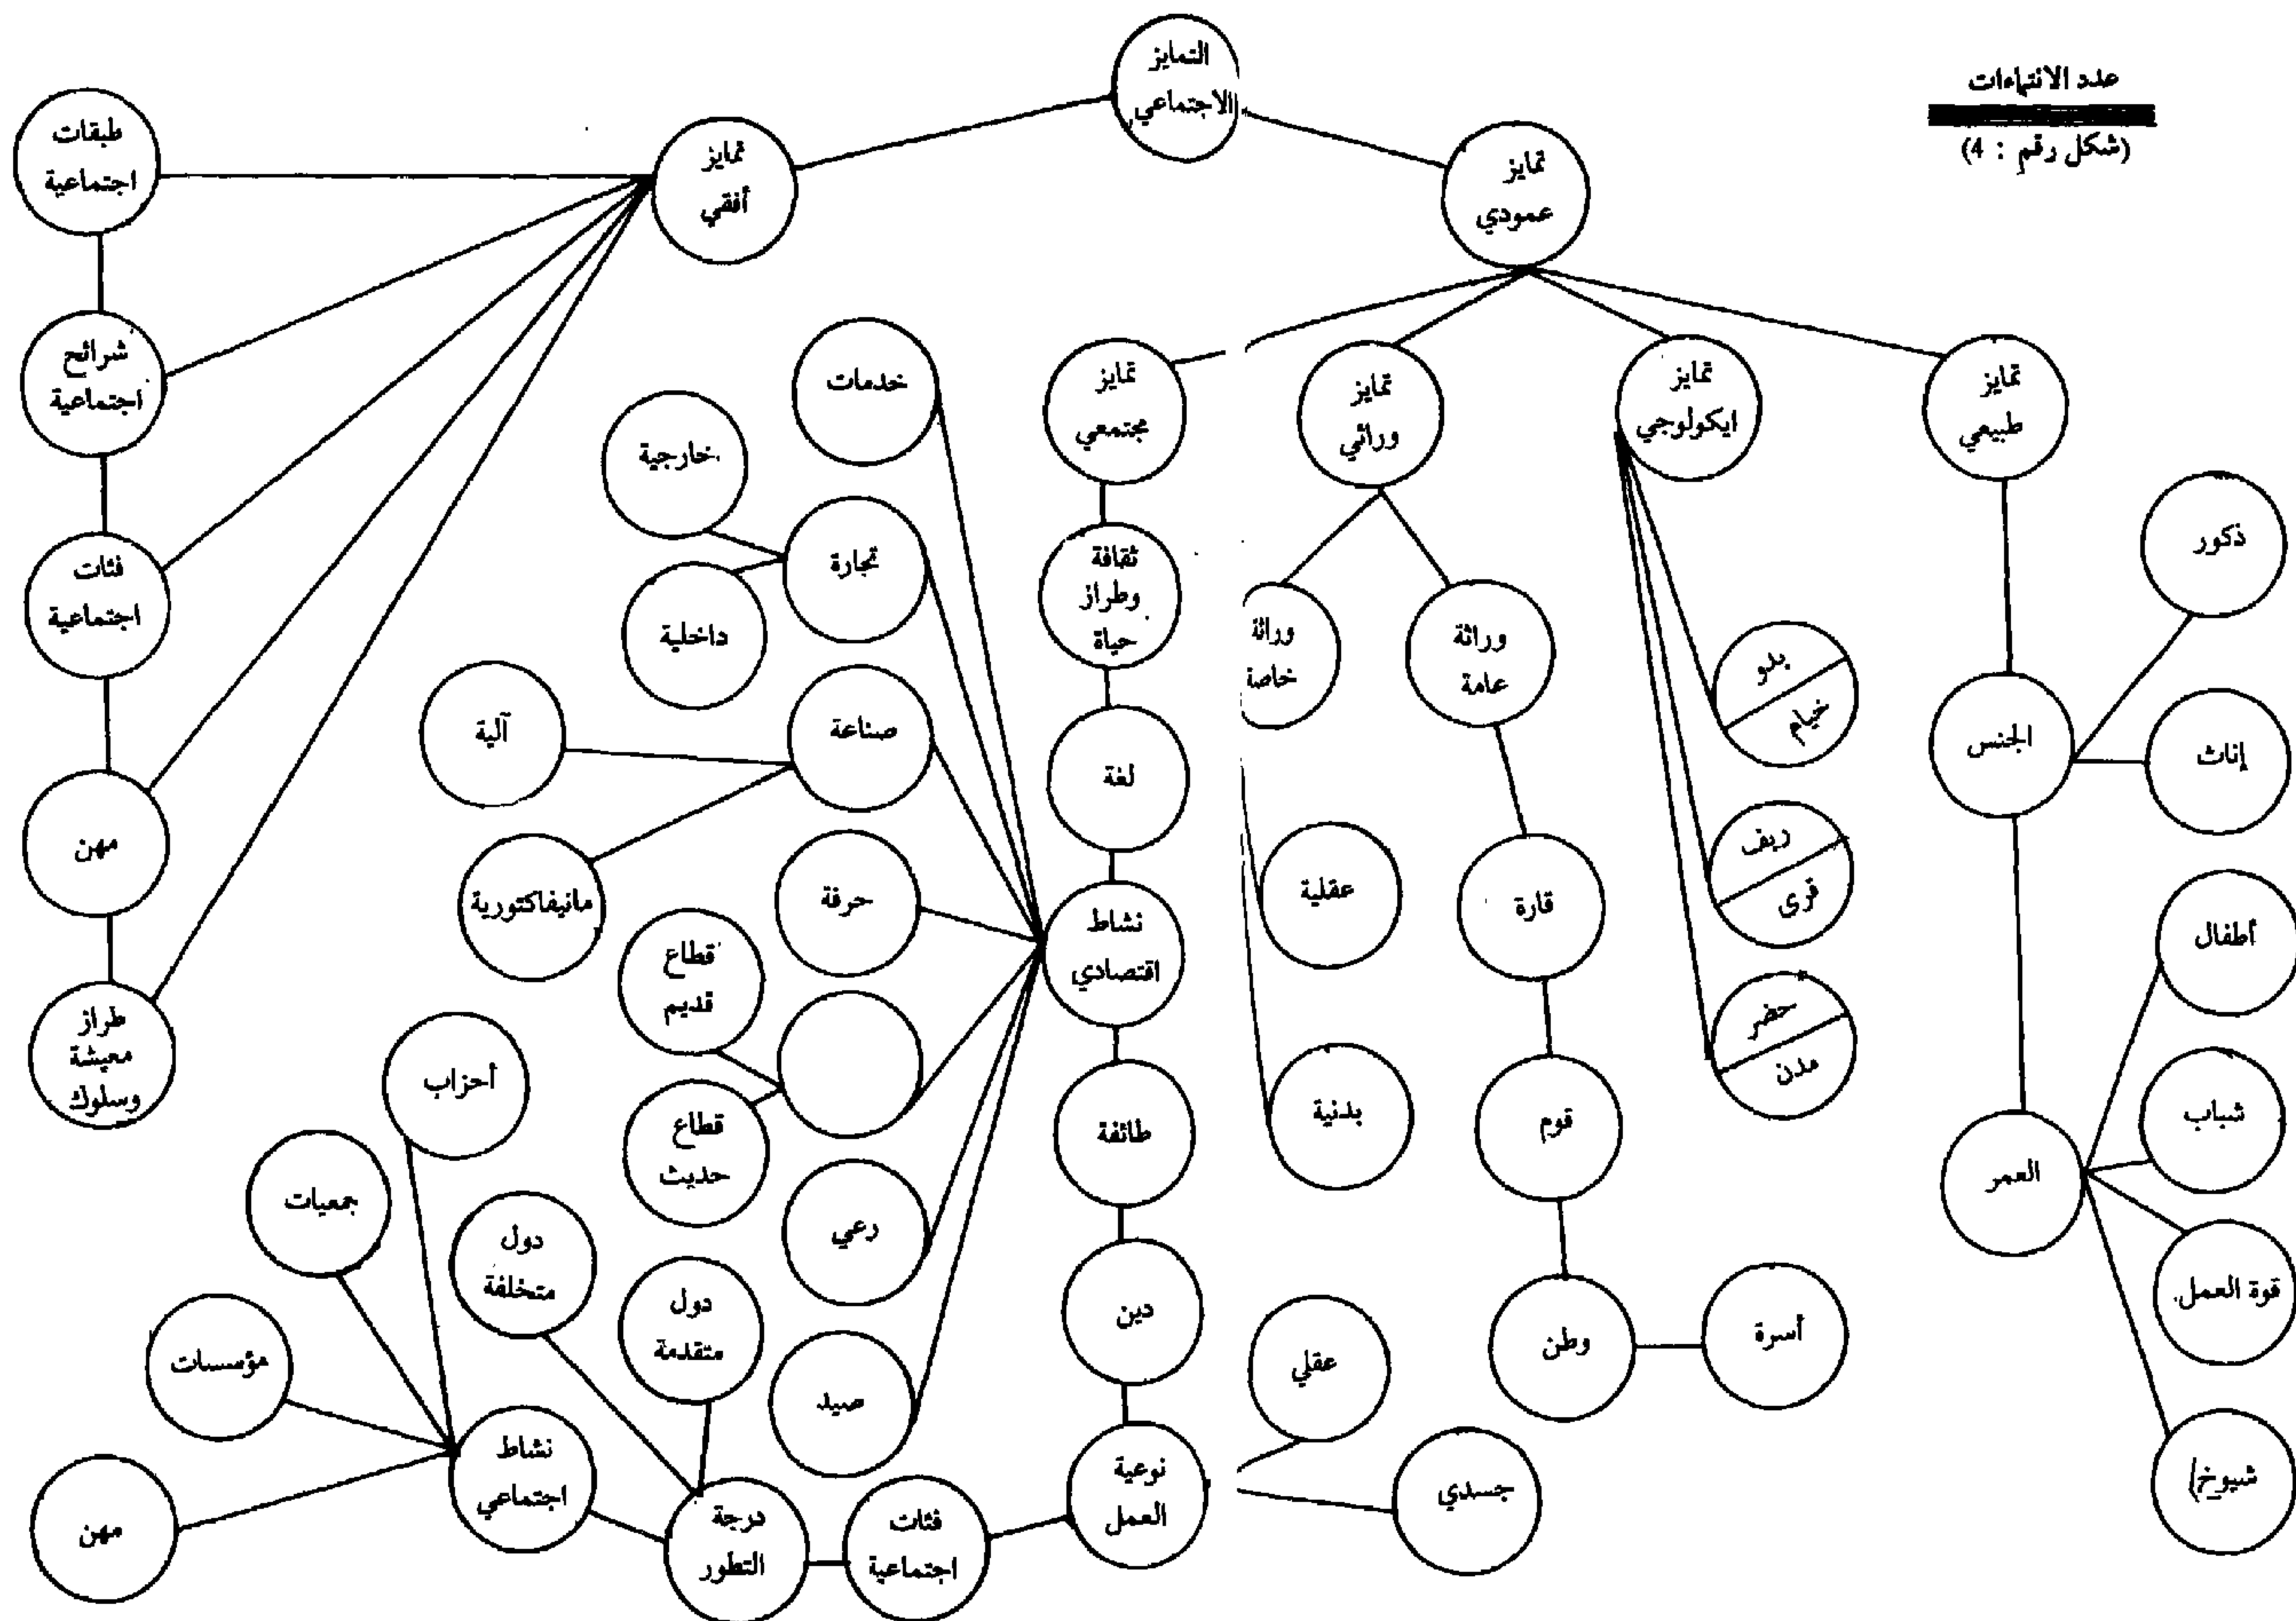 عدد الانتهاءات
(شكل رقم : 4)
التمايز
الاجتماعي
تمايز
عمودي
تمايز
أفقي
تمايز
طبيعي
تمايز
ايكولوجي
تمايز
وراثي
تمايز
مجتمعي
الجنس
ذكور
إناث
العمر
أطفال
شباب
قوة العمل
شيوخ)
بدو
خيام
ريف
قرى
حضر
مدن
وراثة
عامة
قارة
قوم
وطن
أسرة
وراثة
خاصة
عقلية
بدنية
ثقافة
وطراز
حياة
لغة
نشاط
اقتصادي
خدمات
تجارة
خارجية
داخلية
صناعة
آلية
مانيفاكتورية
حرفة
قطاع
قديم
قطاع
حديث
رعي
صيد
طائفة
دين
نوعية
العمل
عقلي
جسدي
فئات
اجتماعية
درجة
التطور
دول
متقدمة
دول
متخلفة
نشاط
اجتماعي
أحزاب
جمعيات
مؤسسات
مهن
طبقات
اجتماعية
شرائح
اجتماعية
فئات
اجتماعية
مهن
طراز
معيشة
وسلوك